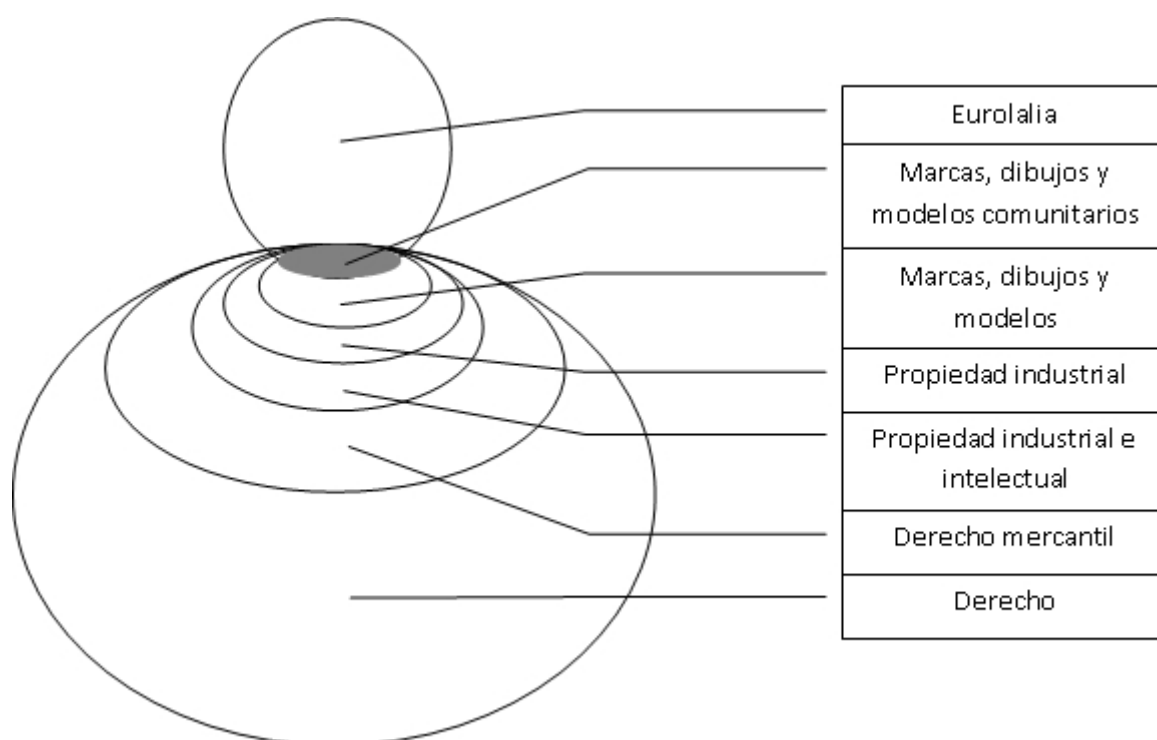 Eurolalia
Marcas, dibujos y
modelos comunitarios
Marcas, dibujos y
modelos
Propiedad industrial
Propiedad industrial e
intelectual
Derecho mercantil
Derecho